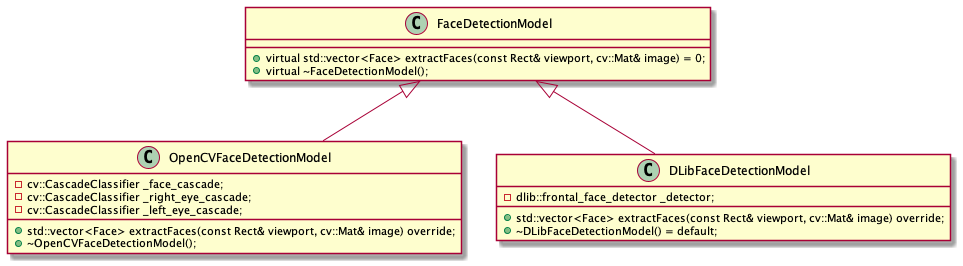 C FaceDetectionModel
virtual std::vector<Face> extractFaces(const Rect& viewport, cv::Mat& image) = 0;
virtual ~FaceDetectionModel();
C OpenCVFaceDetectionModel
cv::CascadeClassifier _face_cascade;
cv::CascadeClassifier _right_eye_cascade;
cv::CascadeClassifier _left_eye_cascade;
std::vector<Face> extractFaces(const Rect& viewport, cv::Mat& image) override;
~OpenCVFaceDetectionModel();
C DLibFaceDetectionModel
dlib::frontal_face_detector _detector;
std::vector<Face> extractFaces(const Rect& viewport, cv::Mat& image) override;
~DLibFaceDetectionModel() = default;